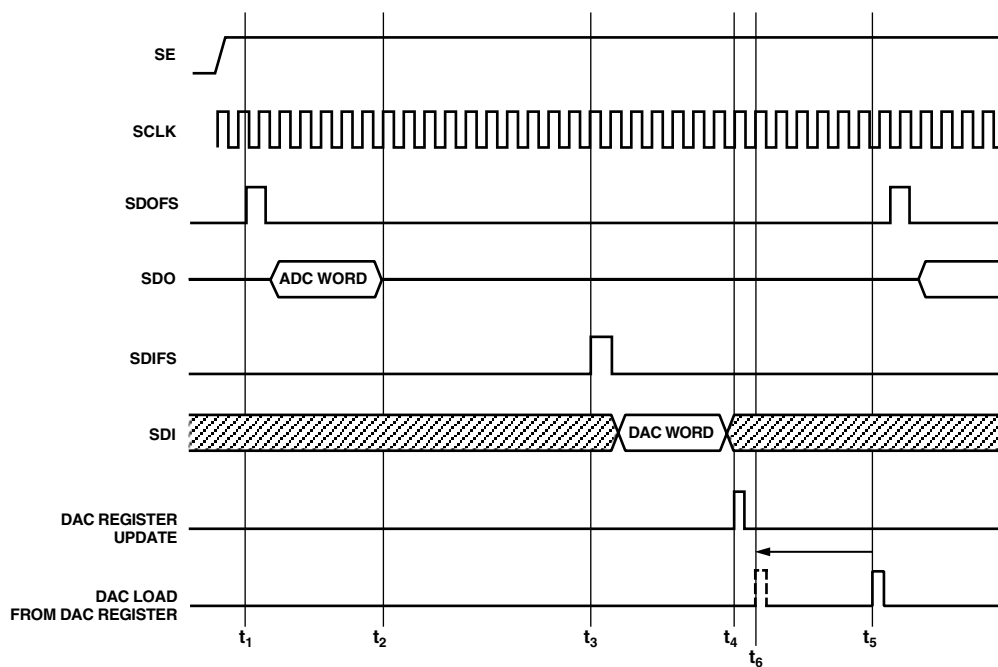 SE
SCLK
SDOFS
SDO
ADC WORD
SDIFS
SDI
DAC WORD
DAC REGISTER
UPDATE
DAC LOAD
FROM DAC REGISTER
t1
t2
t3
t4
t6
t5